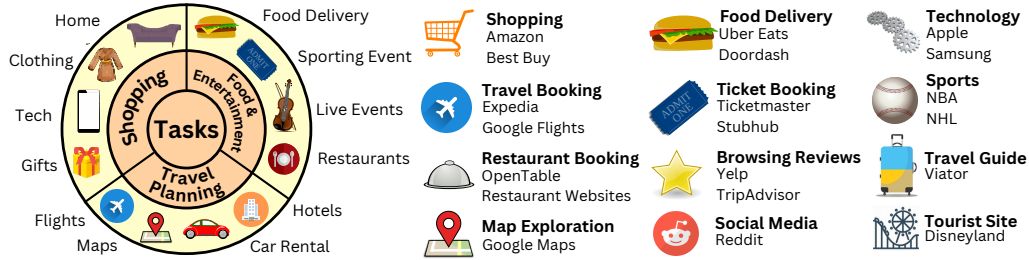 Home
Clothing
Tech
Gifts
Flights
Maps
Food Delivery
Sporting Event
Live Events
Restaurants
Hotels
Car Rental
Shopping
Food &
Entertainment
Travel
Planning
Tasks
ADMIT
ONE
Shopping
Amazon
Best Buy
Travel Booking
Expedia
Google Flights
Restaurant Booking
OpenTable
Restaurant Websites
Map Exploration
Google Maps
Food Delivery
Uber Eats
Doordash
ADMIT
ONE
Ticket Booking
Ticketmaster
Stubhub
Browsing Reviews
Yelp
TripAdvisor
Social Media
Reddit
Technology
Apple
Samsung
Sports
NBA
NHL
Travel Guide
Viator
Tourist Site
Disneyland